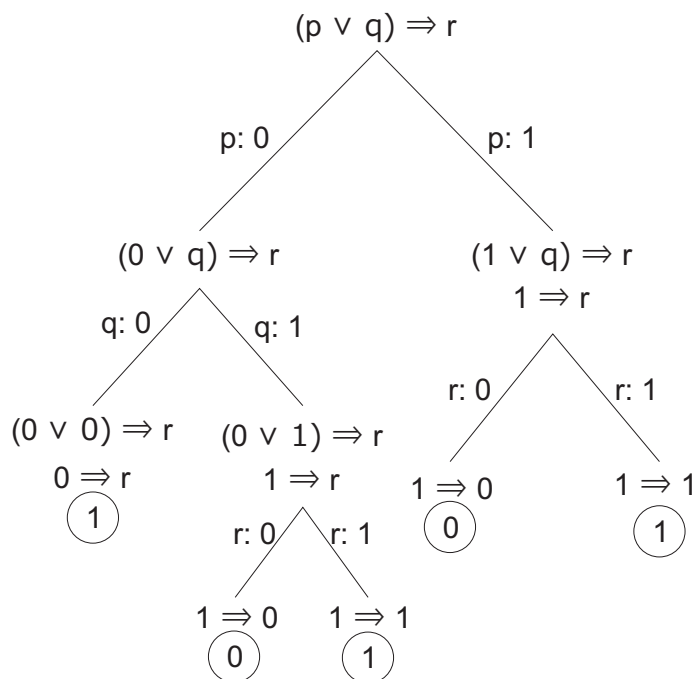 (p ∨ q) ⇒ r
p: 0
p: 1
(0 ∨ q) ⇒ r
(1 ∨ q) ⇒ r
1 ⇒ r
q: 0
q: 1
r: 0
r: 1
(0 ∨ 0) ⇒ r
0 ⇒ r
1
(0 ∨ 1) ⇒ r
1 ⇒ r
1 ⇒ 0
0
1 ⇒ 1
1
r: 0
r: 1
1 ⇒ 0
0
1 ⇒ 1
1